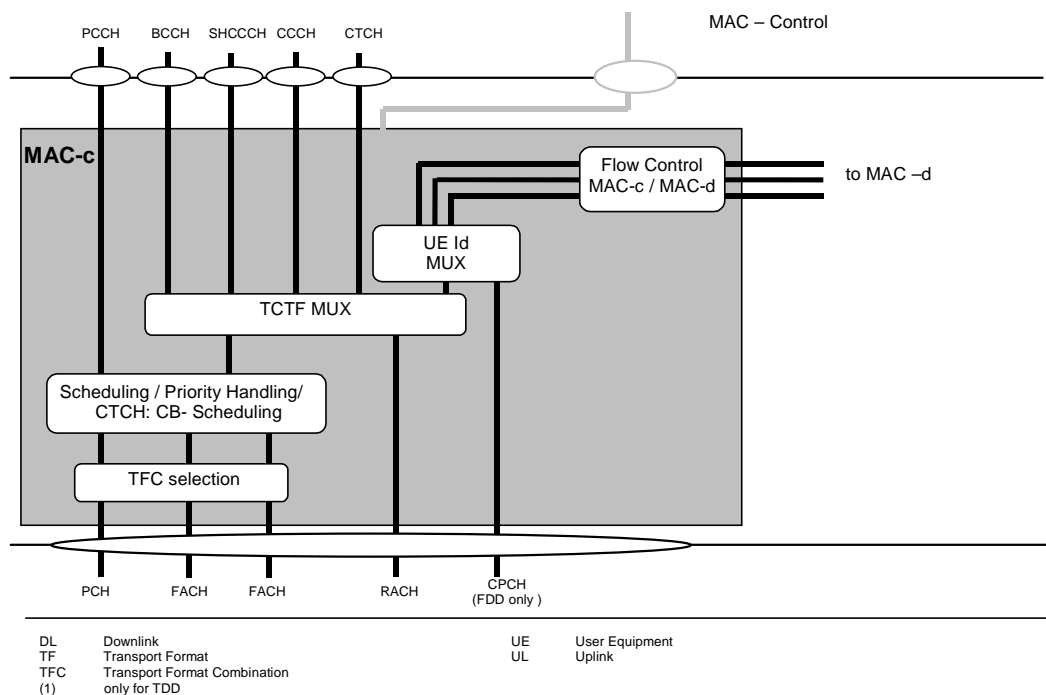 PCCH BCCH SHCCCH CCCH CTCH
MAC – Control
MAC-c
Flow Control
MAC-c / MAC-d
to MAC –d
UE Id
MUX
TCTF MUX
Scheduling / Priority Handling/
CTCH: CB- Scheduling
TFC selection
PCH FACH FACH RACH CPCH
(FDD only )
DL Downlink UE User Equipment
TF Transport Format UL Uplink
TFC Transport Format Combination
(1) only for TDD